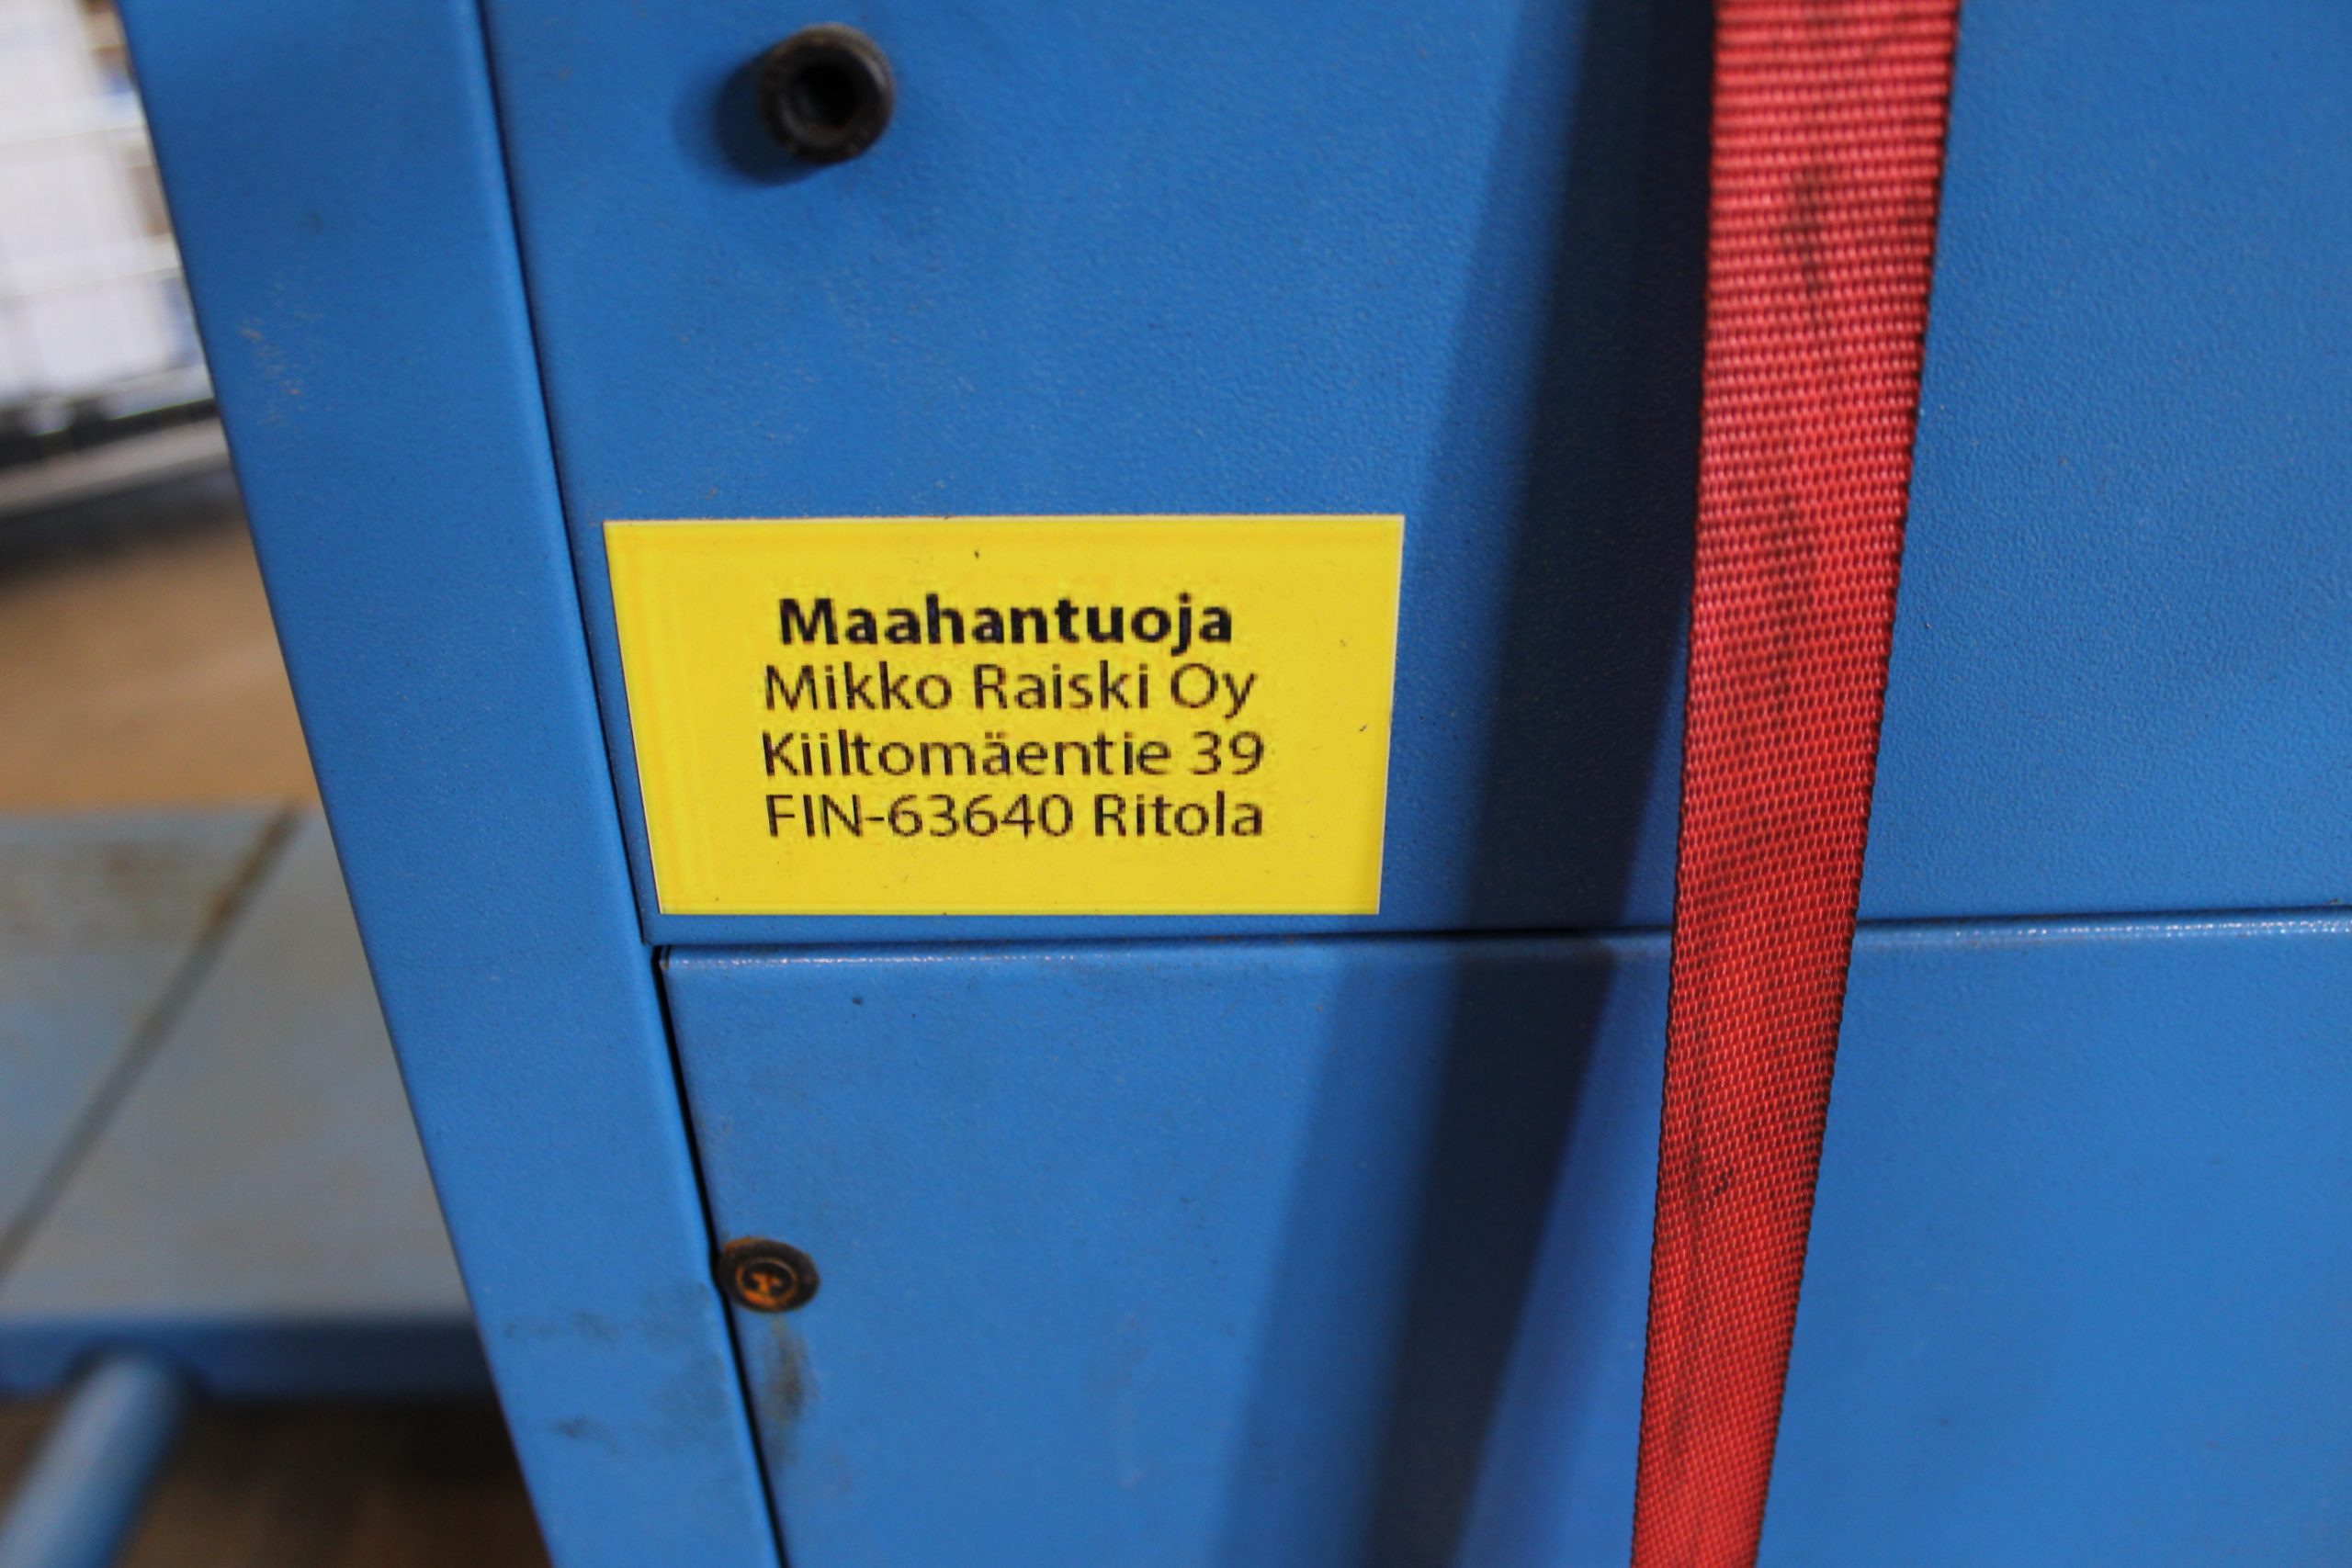 Maahantuoja
Mikko Raiski Oy
Kiiltomäentie 39
FIN-63640 Ritola